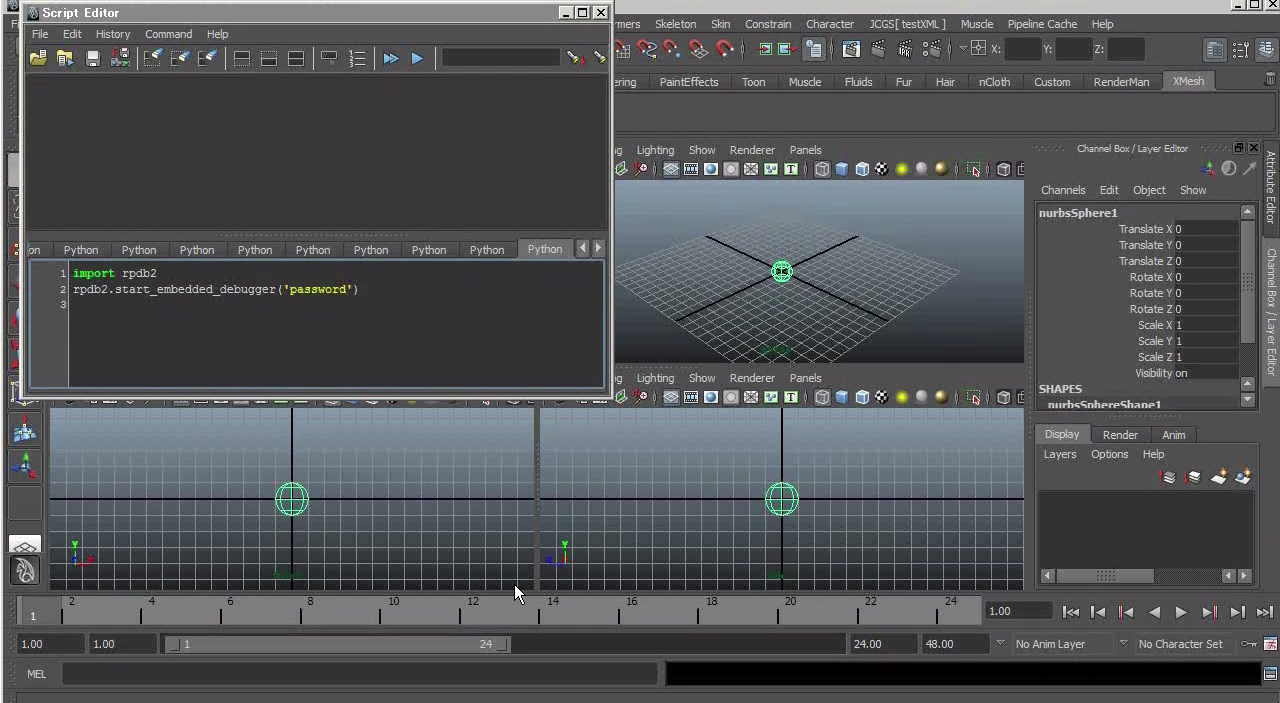 Script Editor
File Edit History Command Help
Skeleton Skin Constrain Character JCGS[ testXML ] Muscle Pipeline Cache Help
X: Y: Z:
PaintEffects Toon Muscle Fluids Fur Hair nCloth Custom RenderMan XMesh
Lighting Show Renderer Panels
Channel Box / Layer Editor
Channels Edit Object Show
nurbsSphere1
Translate X 0
Translate Y 0
Translate Z 0
Rotate X 0
Rotate Y 0
Rotate Z 0
Scale X 1
Scale Y 1
Scale Z 1
Visibility on
SHAPES
nurbsSphereShape1
Attribute Editor
Channel Box / Layer Editor
Python Python Python Python Python Python Python Python Python
1 import rpdb2
2 rpdb2.start_embedded_debugger('password')
3
Lighting Show Renderer Panels
Display Render Anim
Layers Options Help
1 2 4 6 8 10 12 14 16 18 20 22 24 1.00
1.00 1.00 1 24 24.00 48.00 No Anim Layer No Character Set
MEL